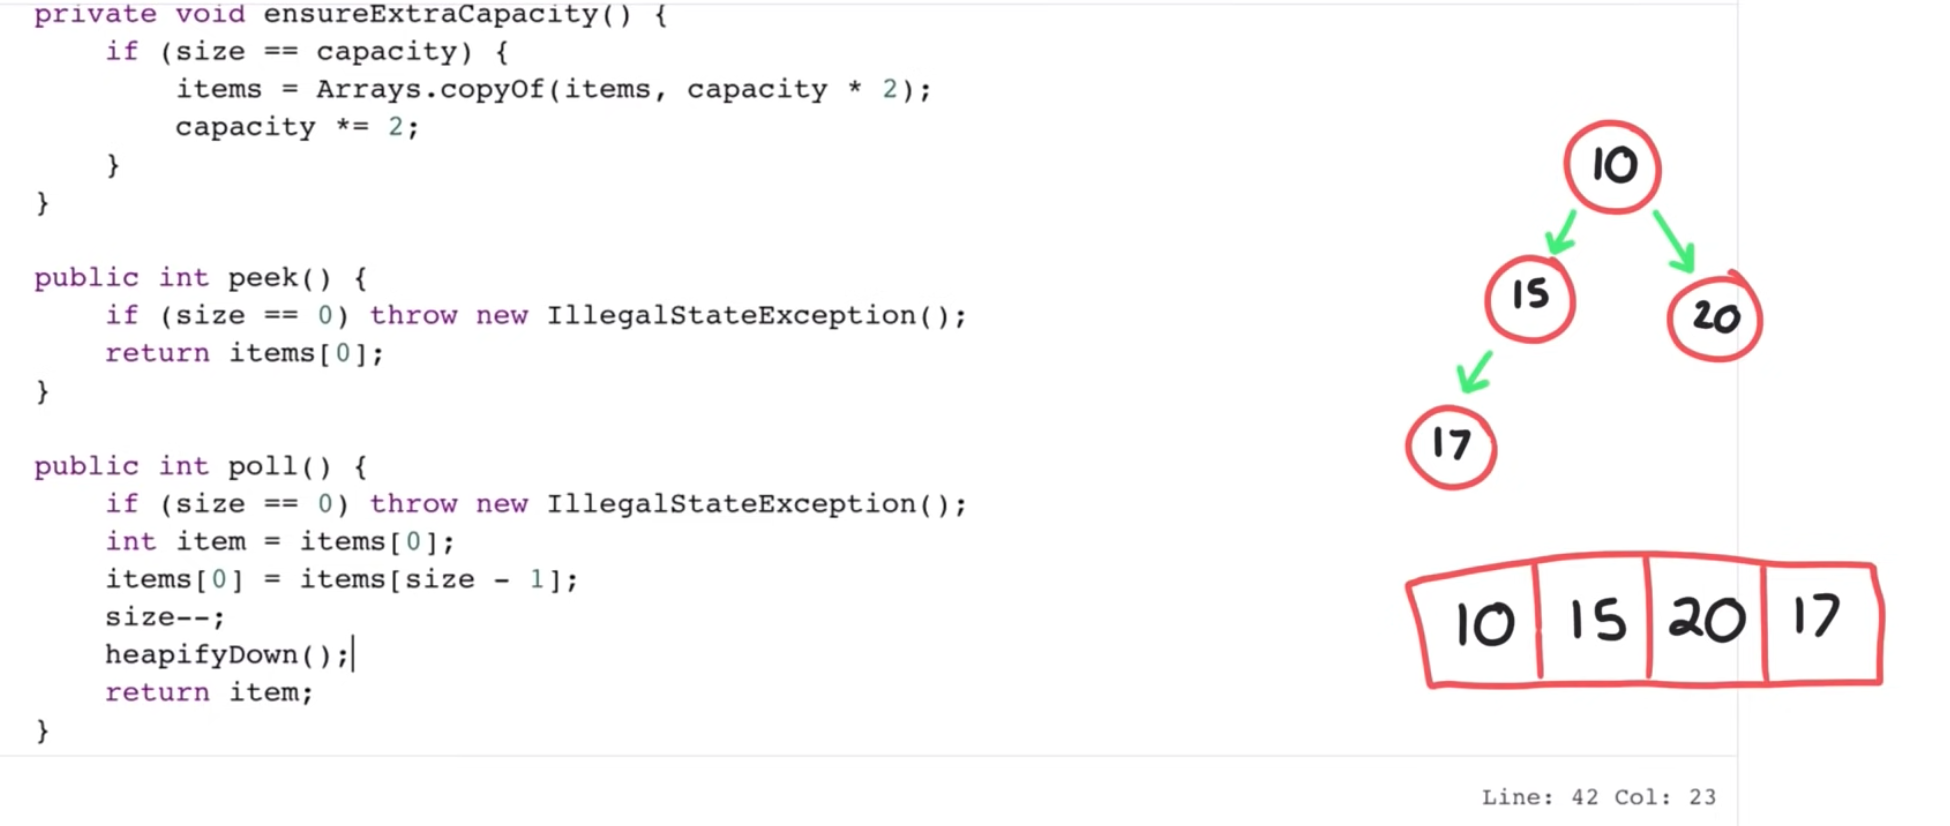 private void ensureExtraCapacity() {
if (size == capacity) {
items = Arrays.copyOf(items, capacity * 2);
capacity *= 2;
}
}
public int peek() {
if (size == 0) throw new IllegalStateException();
return items[0];
}
public int poll() {
if (size == 0) throw new IllegalStateException();
int item = items[0];
items[0] = items[size - 1];
size--;
heapifyDown();
return item;
}
10
15
20
17
10 15 20 17
Line: 42 Col: 23